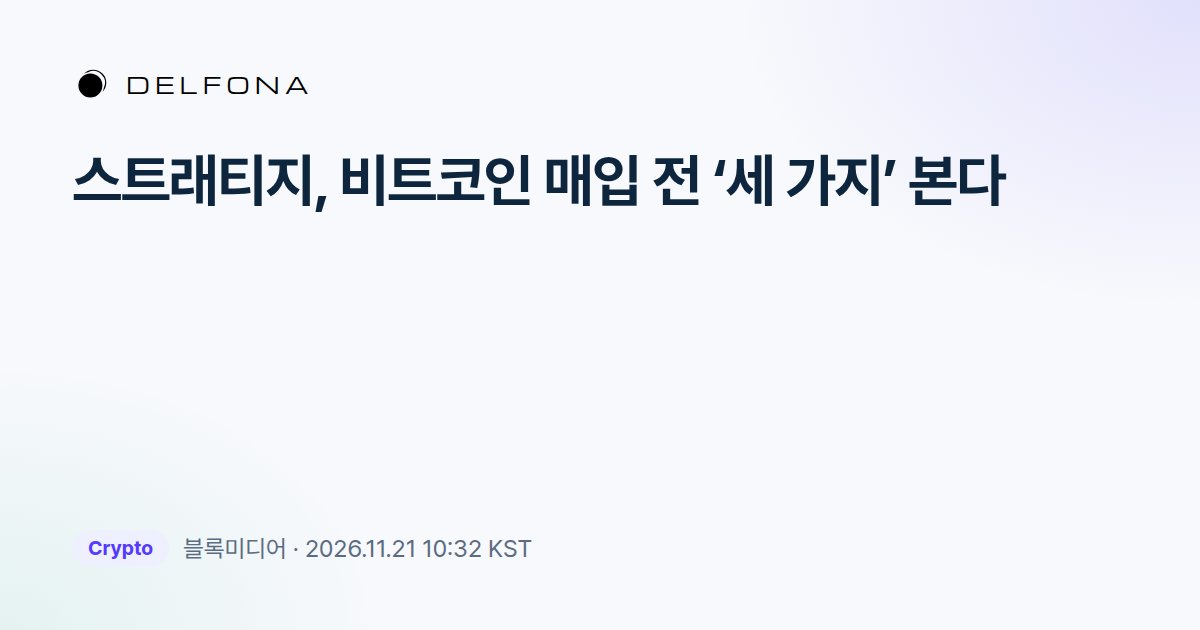 DELFONA
스트래티지, 비트코인 매입 전 ‘세 가지’ 본다
Crypto 블록미디어 · 2026.11.21 10:32 KST